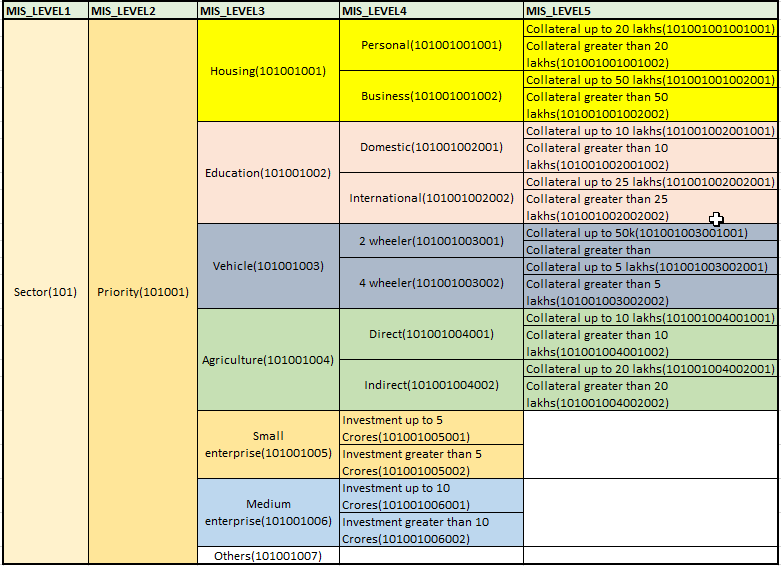 MIS_LEVEL1 MIS_LEVEL2 MIS_LEVEL3 MIS_LEVEL4 MIS_LEVEL5
Sector(101)
Priority(101001)
Housing(101001001)
Personal(101001001001)
Collateral up to 20 lakhs(101001001001001)
Collateral greater than 20
lakhs(101001001001002)
Business(101001001002)
Collateral up to 50 lakhs(101001001002001)
Collateral greater than 50
lakhs(101001001002002)
Education(101001002)
Domestic(101001002001)
Collateral up to 10 lakhs(101001002001001)
Collateral greater than 10
lakhs(101001002001002)
International(101001002002)
Collateral up to 25 lakhs(101001002002001)
Collateral greater than 25
lakhs(101001002002002)
Vehicle(101001003)
2 wheeler(101001003001)
Collateral up to 50k(101001003001001)
Collateral greater than
4 wheeler(101001003002)
Collateral up to 5 lakhs(101001003002001)
Collateral greater than 5
lakhs(101001003002002)
Agriculture(101001004)
Direct(101001004001)
Collateral up to 10 lakhs(101001004001001)
Collateral greater than 10
lakhs(101001004001002)
Indirect(101001004002)
Collateral up to 20 lakhs(101001004002001)
Collateral greater than 20
lakhs(101001004002002)
Small
enterprise(101001005)
Investment up to 5
Crores(101001005001)
Investment greater than 5
Crores(101001005002)
Medium
enterprise(101001006)
Investment up to 10
Crores(101001006001)
Investment greater than 10
Crores(101001006002)
Others(101001007)